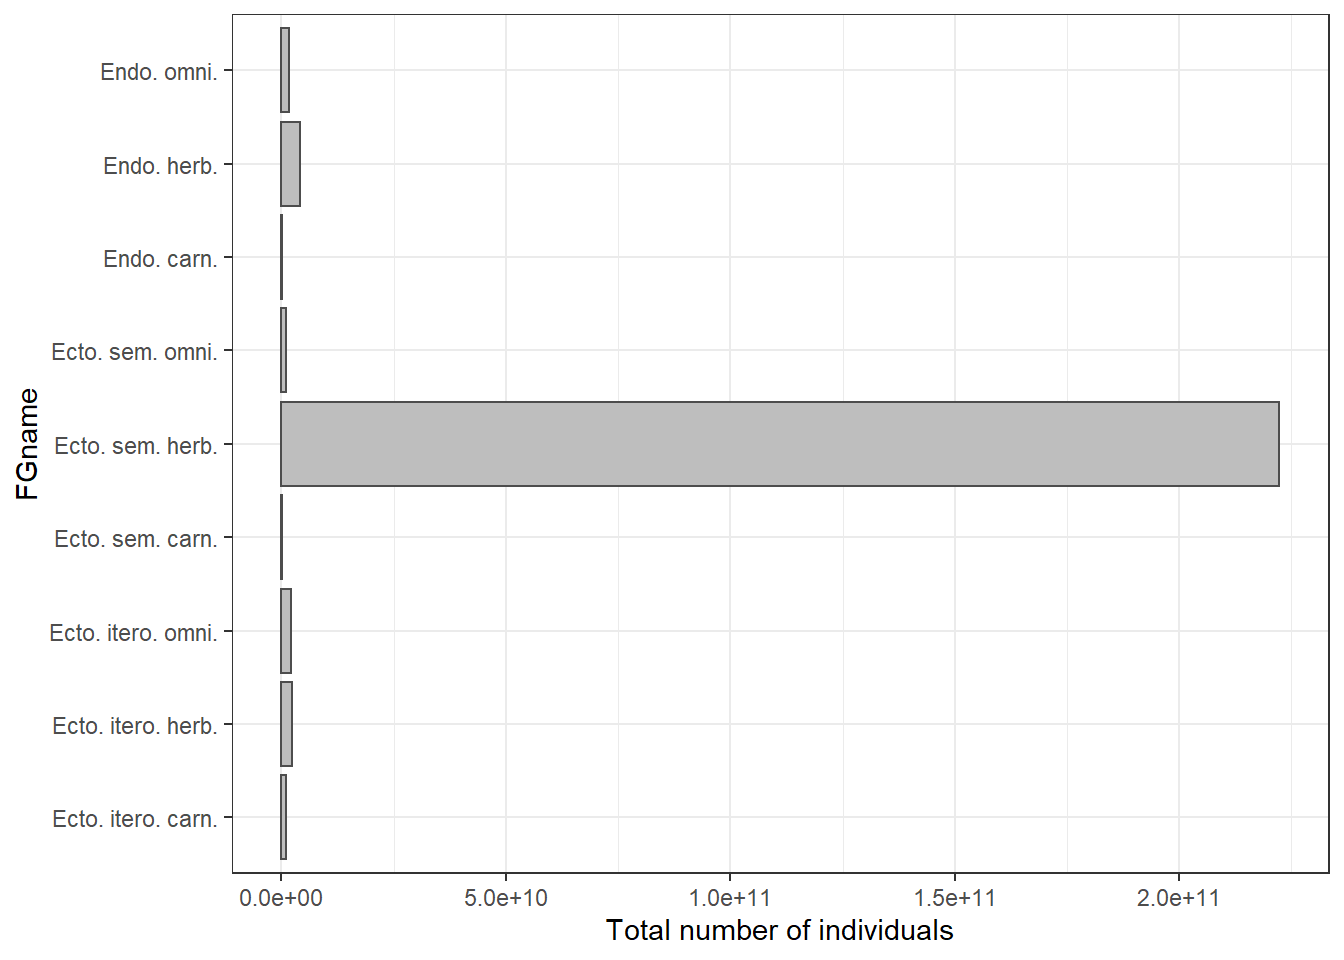 Endo. omni.
Endo. herb.
Endo. carn.
Ecto. sem. omni.
Ecto. sem. herb.
Ecto. sem. carn.
Ecto. itero. omni.
Ecto. itero. herb.
Ecto. itero. carn.
FGname
0.0e+00 5.0e+10 1.0e+11 1.5e+11 2.0e+11
Total number of individuals